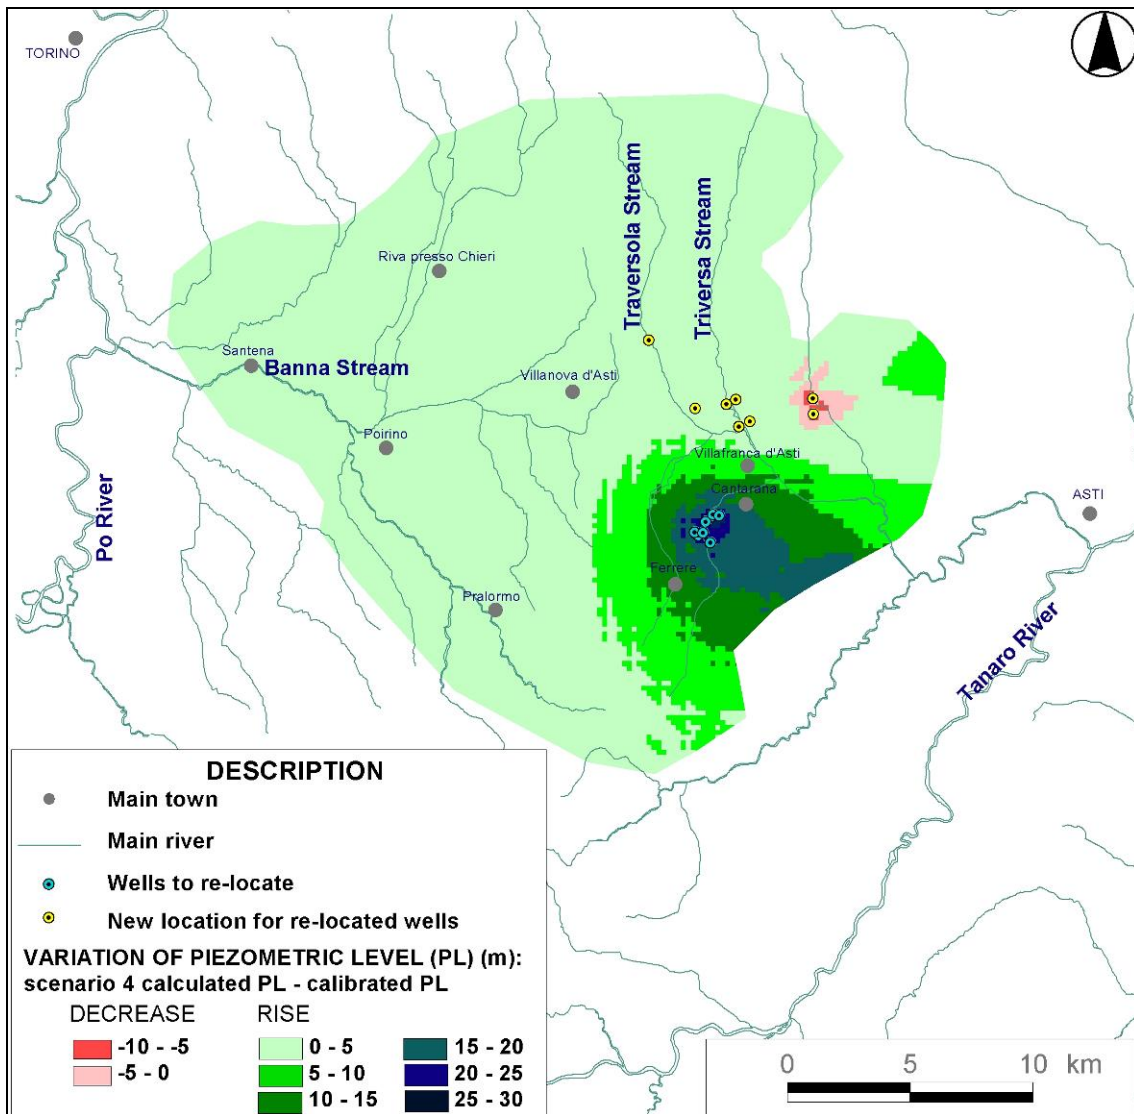 TORINO
Traversola Stream
Triversa Stream
Riva presso Chieri
Santena
Banna Stream
Villanova d'Asti
Poirino
Villafranca d'Asti
Cantarana
ASTI
Po River
Ferrere
Pralormo
Tanaro River
DESCRIPTION
Main town
Main river
Wells to re-locate
New location for re-located wells
VARIATION OF PIEZOMETRIC LEVEL (PL) (m):
scenario 4 calculated PL - calibrated PL
DECREASE RISE
-10 - -5 0 - 5 15 - 20
-5 - 0 5 - 10 20 - 25
10 - 15 25 - 30
0 5 10 km